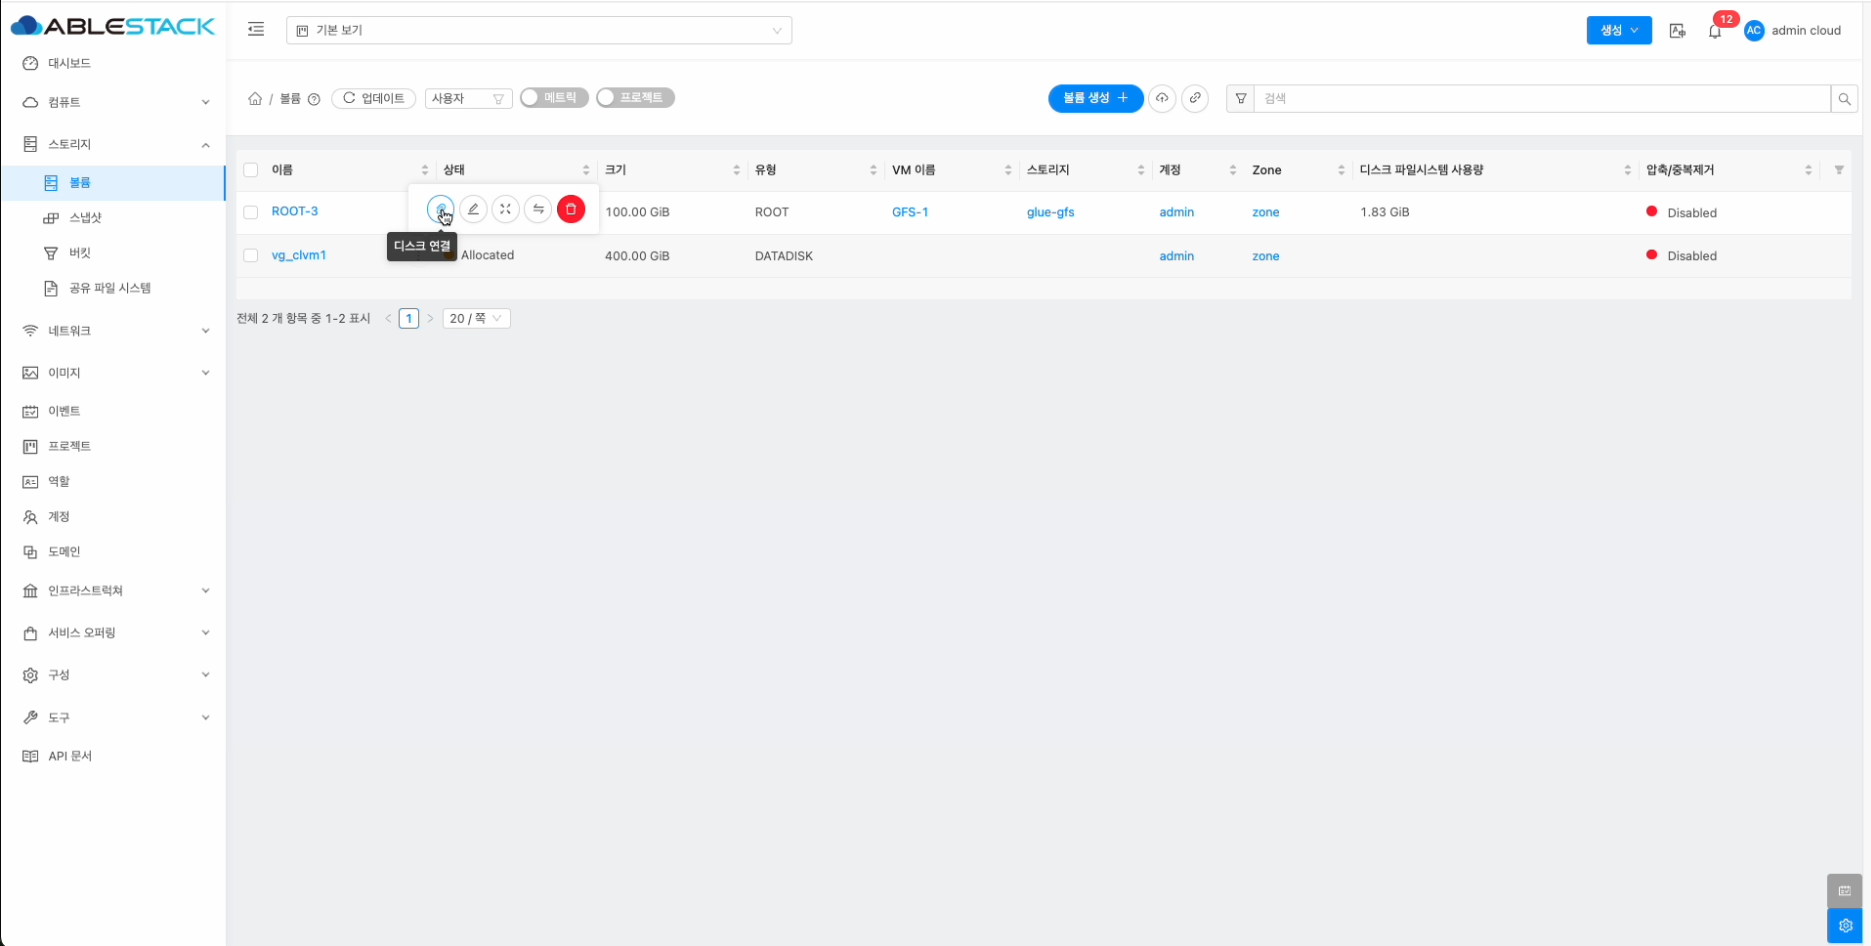 ABLESTACK
기본 보기
생성
12
AC
admin cloud
대시보드
컴퓨트
스토리지
볼륨
스냅샷
버킷
공유 파일 시스템
네트워크
이미지
이벤트
프로젝트
역할
계정
도메인
인프라스트럭쳐
서비스 오퍼링
구성
도구
API 문서
/ 볼륨
업데이트
사용자
메트릭
프로젝트
볼륨 생성 +
검색
이름 상태 크기 유형 VM 이름 스토리지 계정 Zone 디스크 파일시스템 사용량 압축/중복제거
ROOT-3 100.00 GiB ROOT GFS-1 glue-gfs admin zone 1.83 GiB Disabled
디스크 연결
vg_clvm1 Allocated 400.00 GiB DATADISK admin zone Disabled
전체 2 개 항목 중 1-2 표시 < 1 > 20 / 쪽